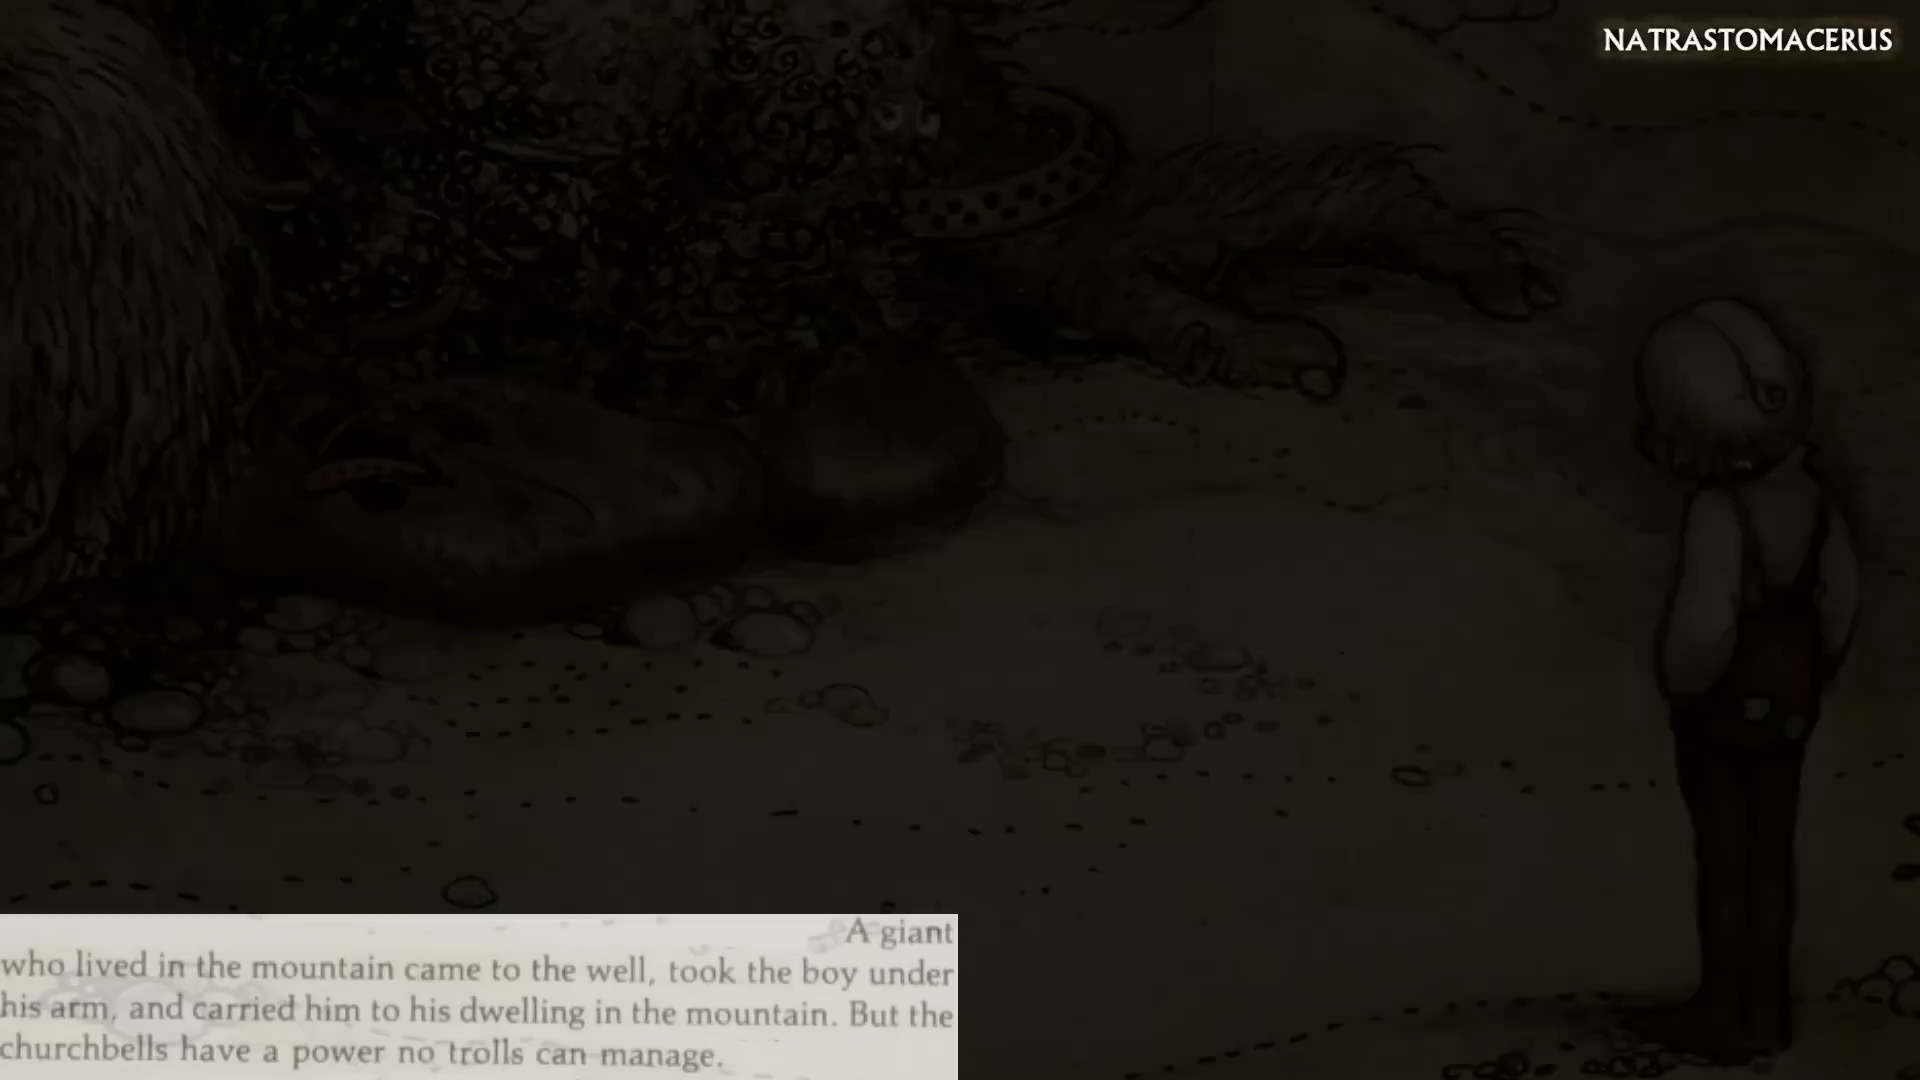 NATRASTOMACERUS
A giant
who lived in the mountain came to the well, took the boy under
his arm, and carried him to his dwelling in the mountain. But the
churchbells have a power no trolls can manage.